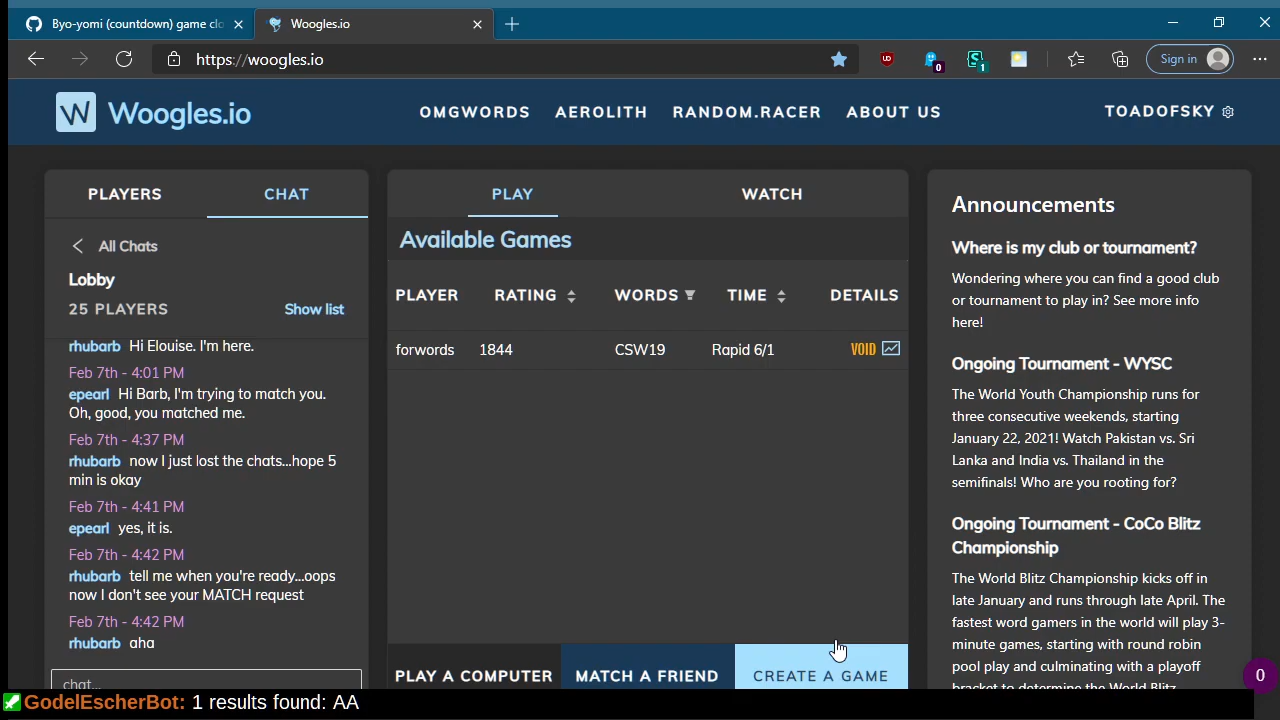 Byo-yomi (countdown) game clo
Woogles.io
https://woogles.io
UD
0
1
Sign in
W Woogles.io
OMGWORDS AEROLITH RANDOM.RACER ABOUT US
TOADOFSKY
PLAYERS CHAT
All Chats
Lobby
25 PLAYERS Show list
rhubarb Hi Elouise. I'm here.
Feb 7th - 4:01 PM
epearl Hi Barb, I'm trying to match you.
Oh, good, you matched me.
Feb 7th - 4:37 PM
rhubarb now I just lost the chats...hope 5
min is okay
Feb 7th - 4:41 PM
epearl yes, it is.
Feb 7th - 4:42 PM
rhubarb tell me when you're ready...oops
now I don't see your MATCH request
Feb 7th - 4:42 PM
rhubarb aha
chat...
PLAY WATCH
Available Games
PLAYER RATING WORDS TIME DETAILS
forwords 1844 CSW19 Rapid 6/1 VOID
PLAY A COMPUTER MATCH A FRIEND CREATE A GAME
Announcements
Where is my club or tournament?
Wondering where you can find a good club
or tournament to play in? See more info
here!
Ongoing Tournament - WYSC
The World Youth Championship runs for
three consecutive weekends, starting
January 22, 2021! Watch Pakistan vs. Sri
Lanka and India vs. Thailand in the
semifinals! Who are you rooting for?
Ongoing Tournament - CoCo Blitz
Championship
The World Blitz Championship kicks off in
late January and runs through late April. The
fastest word gamers in the world will play 3-
minute games, starting with round robin
pool play and culminating with a playoff
bracket to determine the World Blitz
0
GodelEscherBot: 1 results found: AA